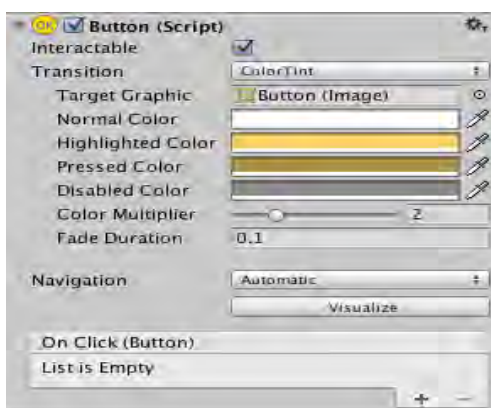 OK Button (Script)
Interactable
Transition ColorTint
Target Graphic Button (Image)
Normal Color
Highlighted Color
Pressed Color
Disabled Color
Color Multiplier 2
Fade Duration 0.1
Navigation Automatic
Visualize
On Click (Button)
List is Empty
+ −